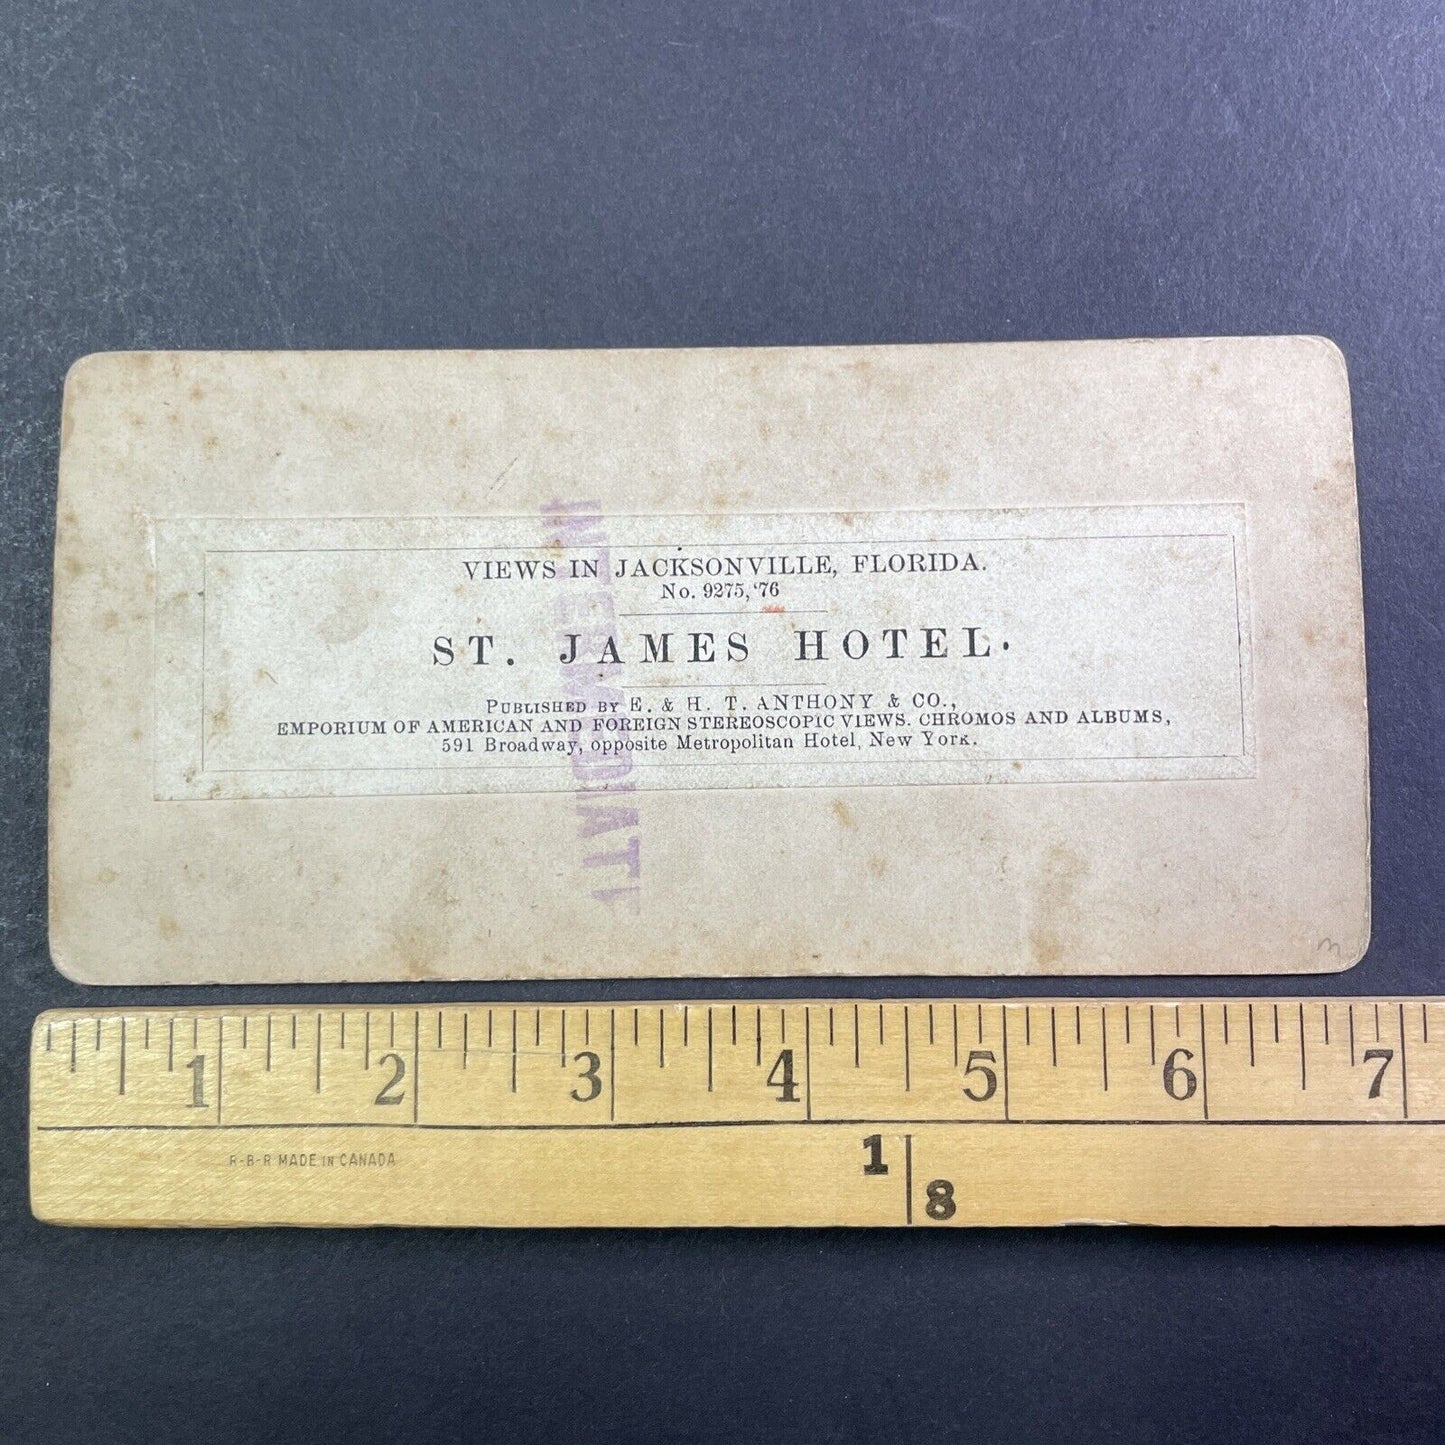 VIEWS IN JACKSONVILLE, FLORIDA.
No. 9275, '76
ST. JAMES HOTEL.
PUBLISHED BY E. & H. T. ANTHONY & CO.,
EMPORIUM OF AMERICAN AND FOREIGN STEREOSCOPIC VIEWS. CHROMOS AND ALBUMS,
591 Broadway, opposite Metropolitan Hotel, New York.
INTERMEDIATE
m
1 2 3 4 5 6 7
R-B-R MADE IN CANADA
1
8